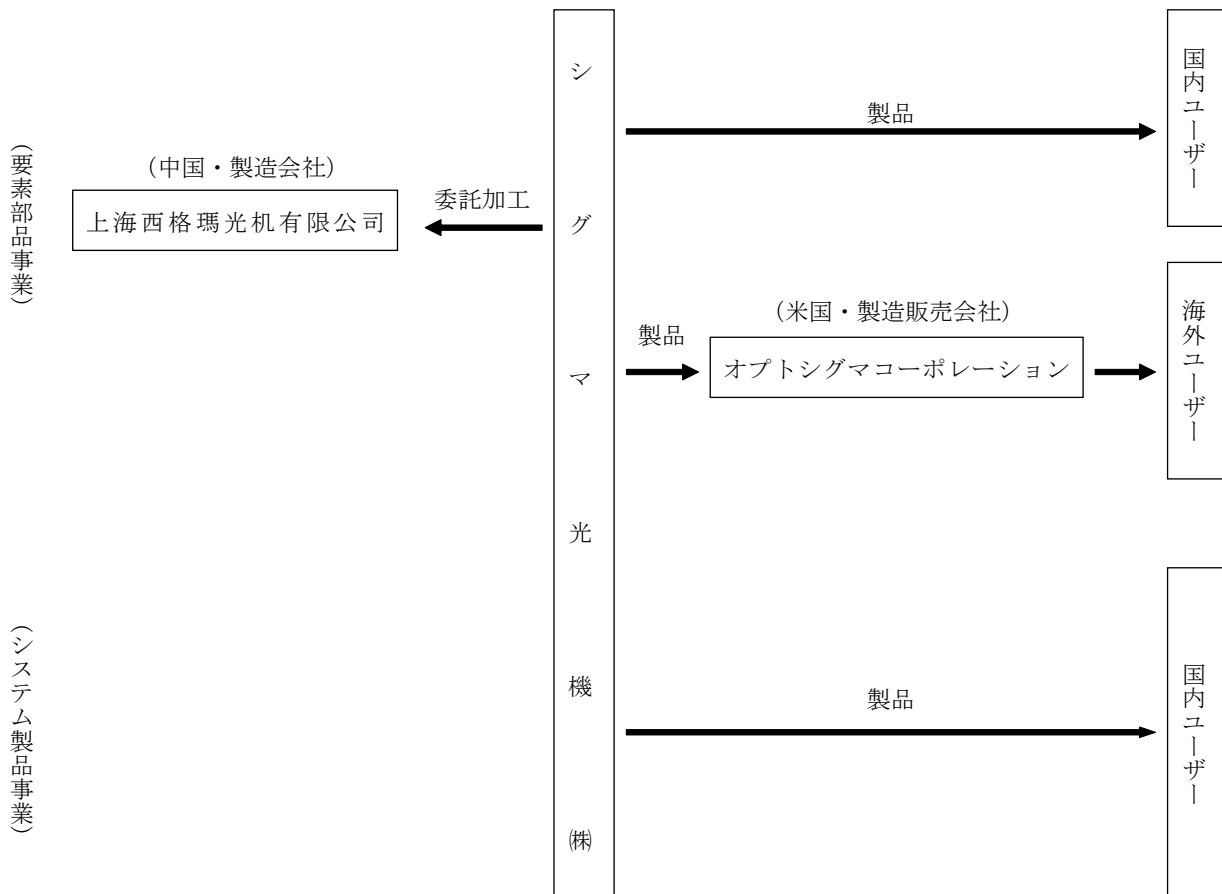 (要素部品事業)
(システム製品事業)
(中国・製造会社)
上海西格瑪光机有限公司
委託加工
シグマ光機㈱
製品
製品
(米国・製造販売会社)
オプトシグマコーポレーション
製品
国内ユーザー
海外ユーザー
国内ユーザー